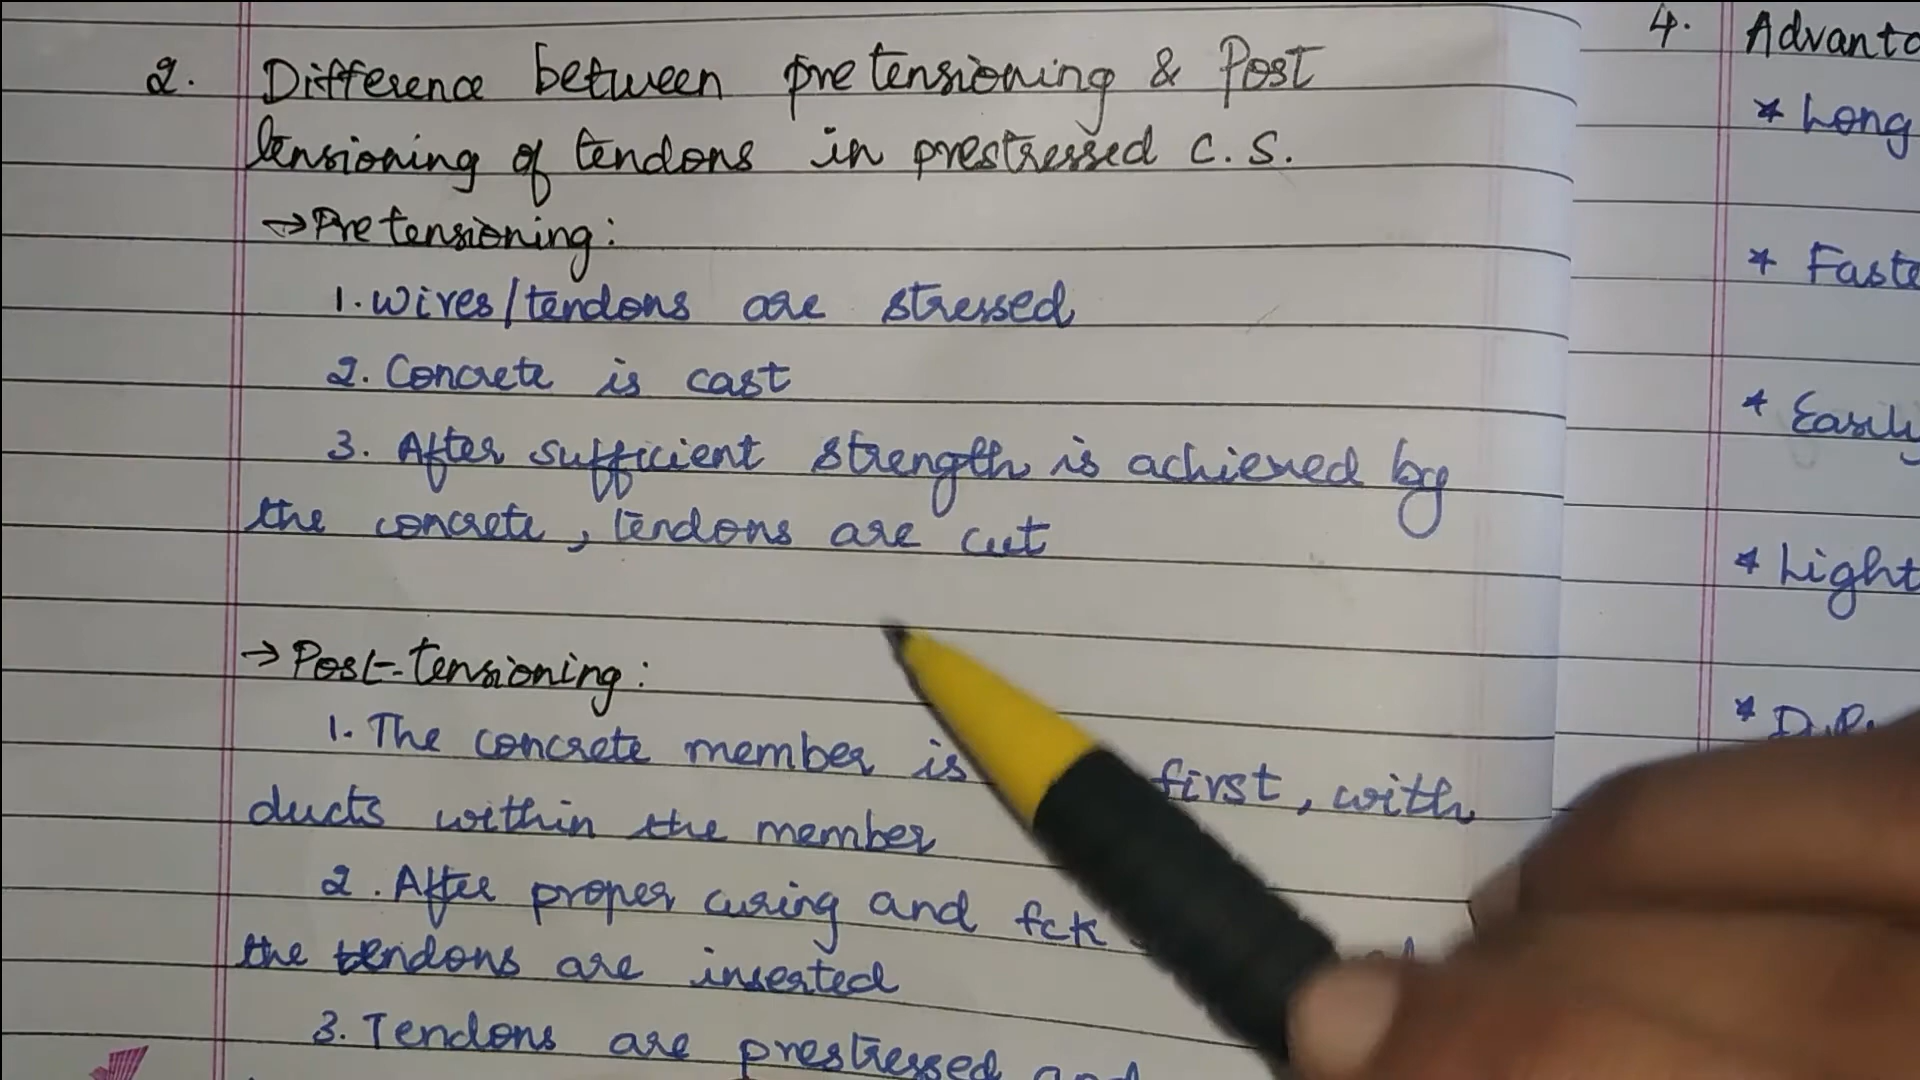 2. Difference between pretensioning & Post
tensioning of tendons in prestressed C.S.
→Pretensioning:
1. Wires/tendons are stressed
2. Concrete is cast
3. After sufficient strength is achieved by
the concrete, tendons are cut
→Post-tensioning:
1. The concrete member is first, with
ducts within the member
2. After proper curing and fck
the tendons are inserted
3. Tendons are prestressed and
4. Advanta
* Long
* Faste
* Easily
* Light